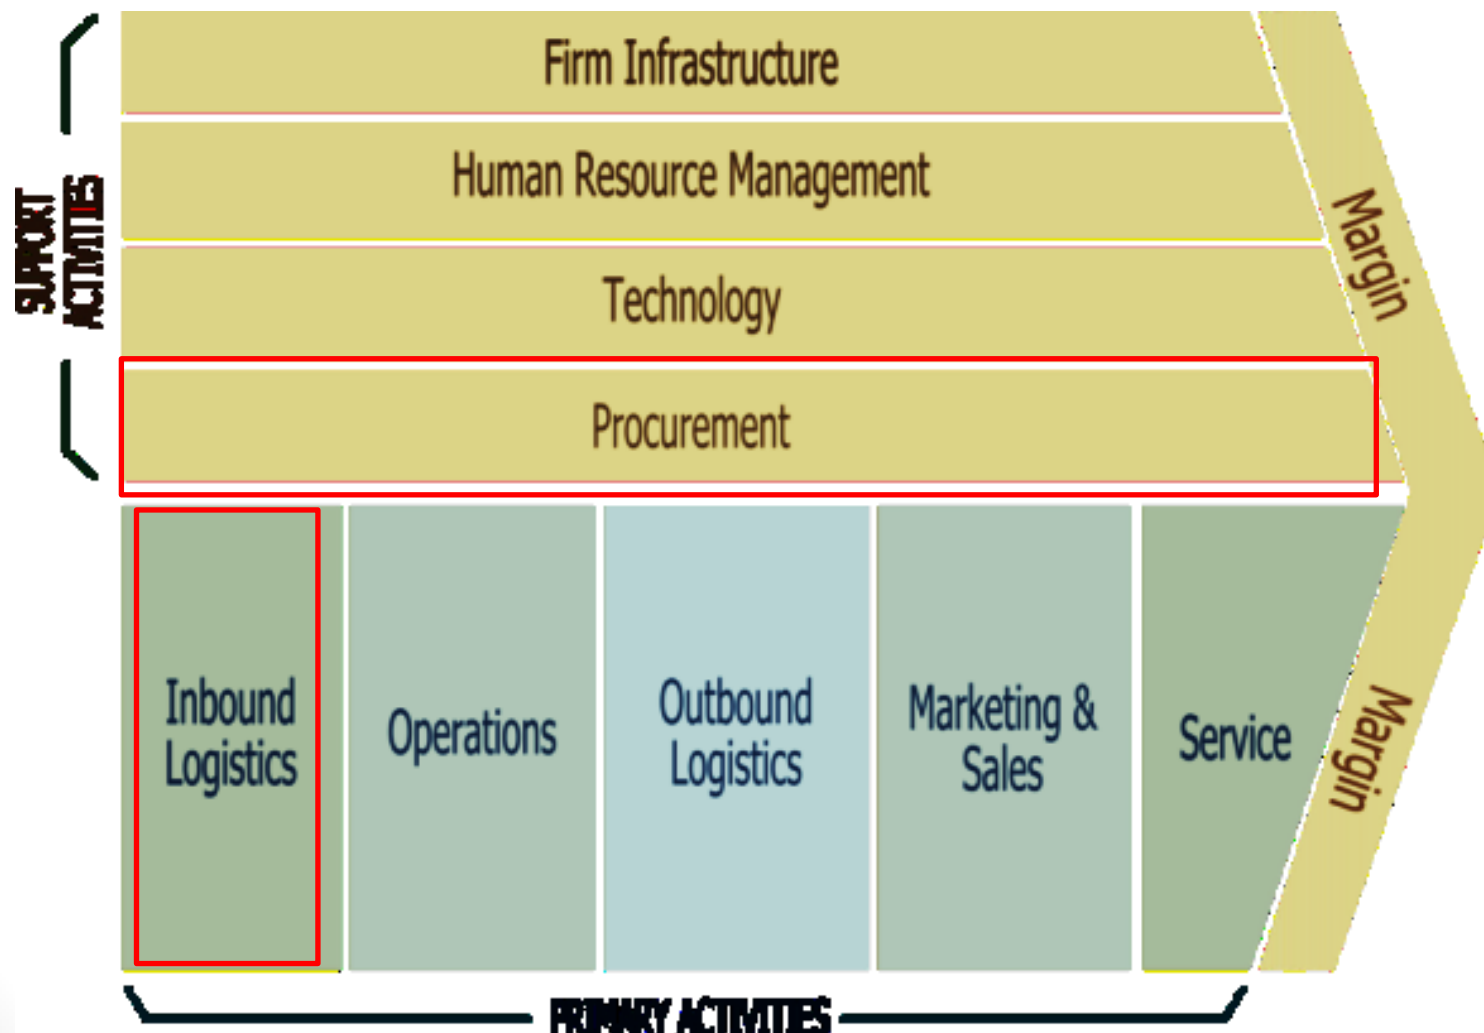 Firm Infrastructure
Human Resource Management
Technology
Procurement
SUPPORT
ACTIVITIES
Margin
Inbound
Logistics
Operations
Outbound
Logistics
Marketing &
Sales
Service
Margin
PRIMARY ACTIVITIES